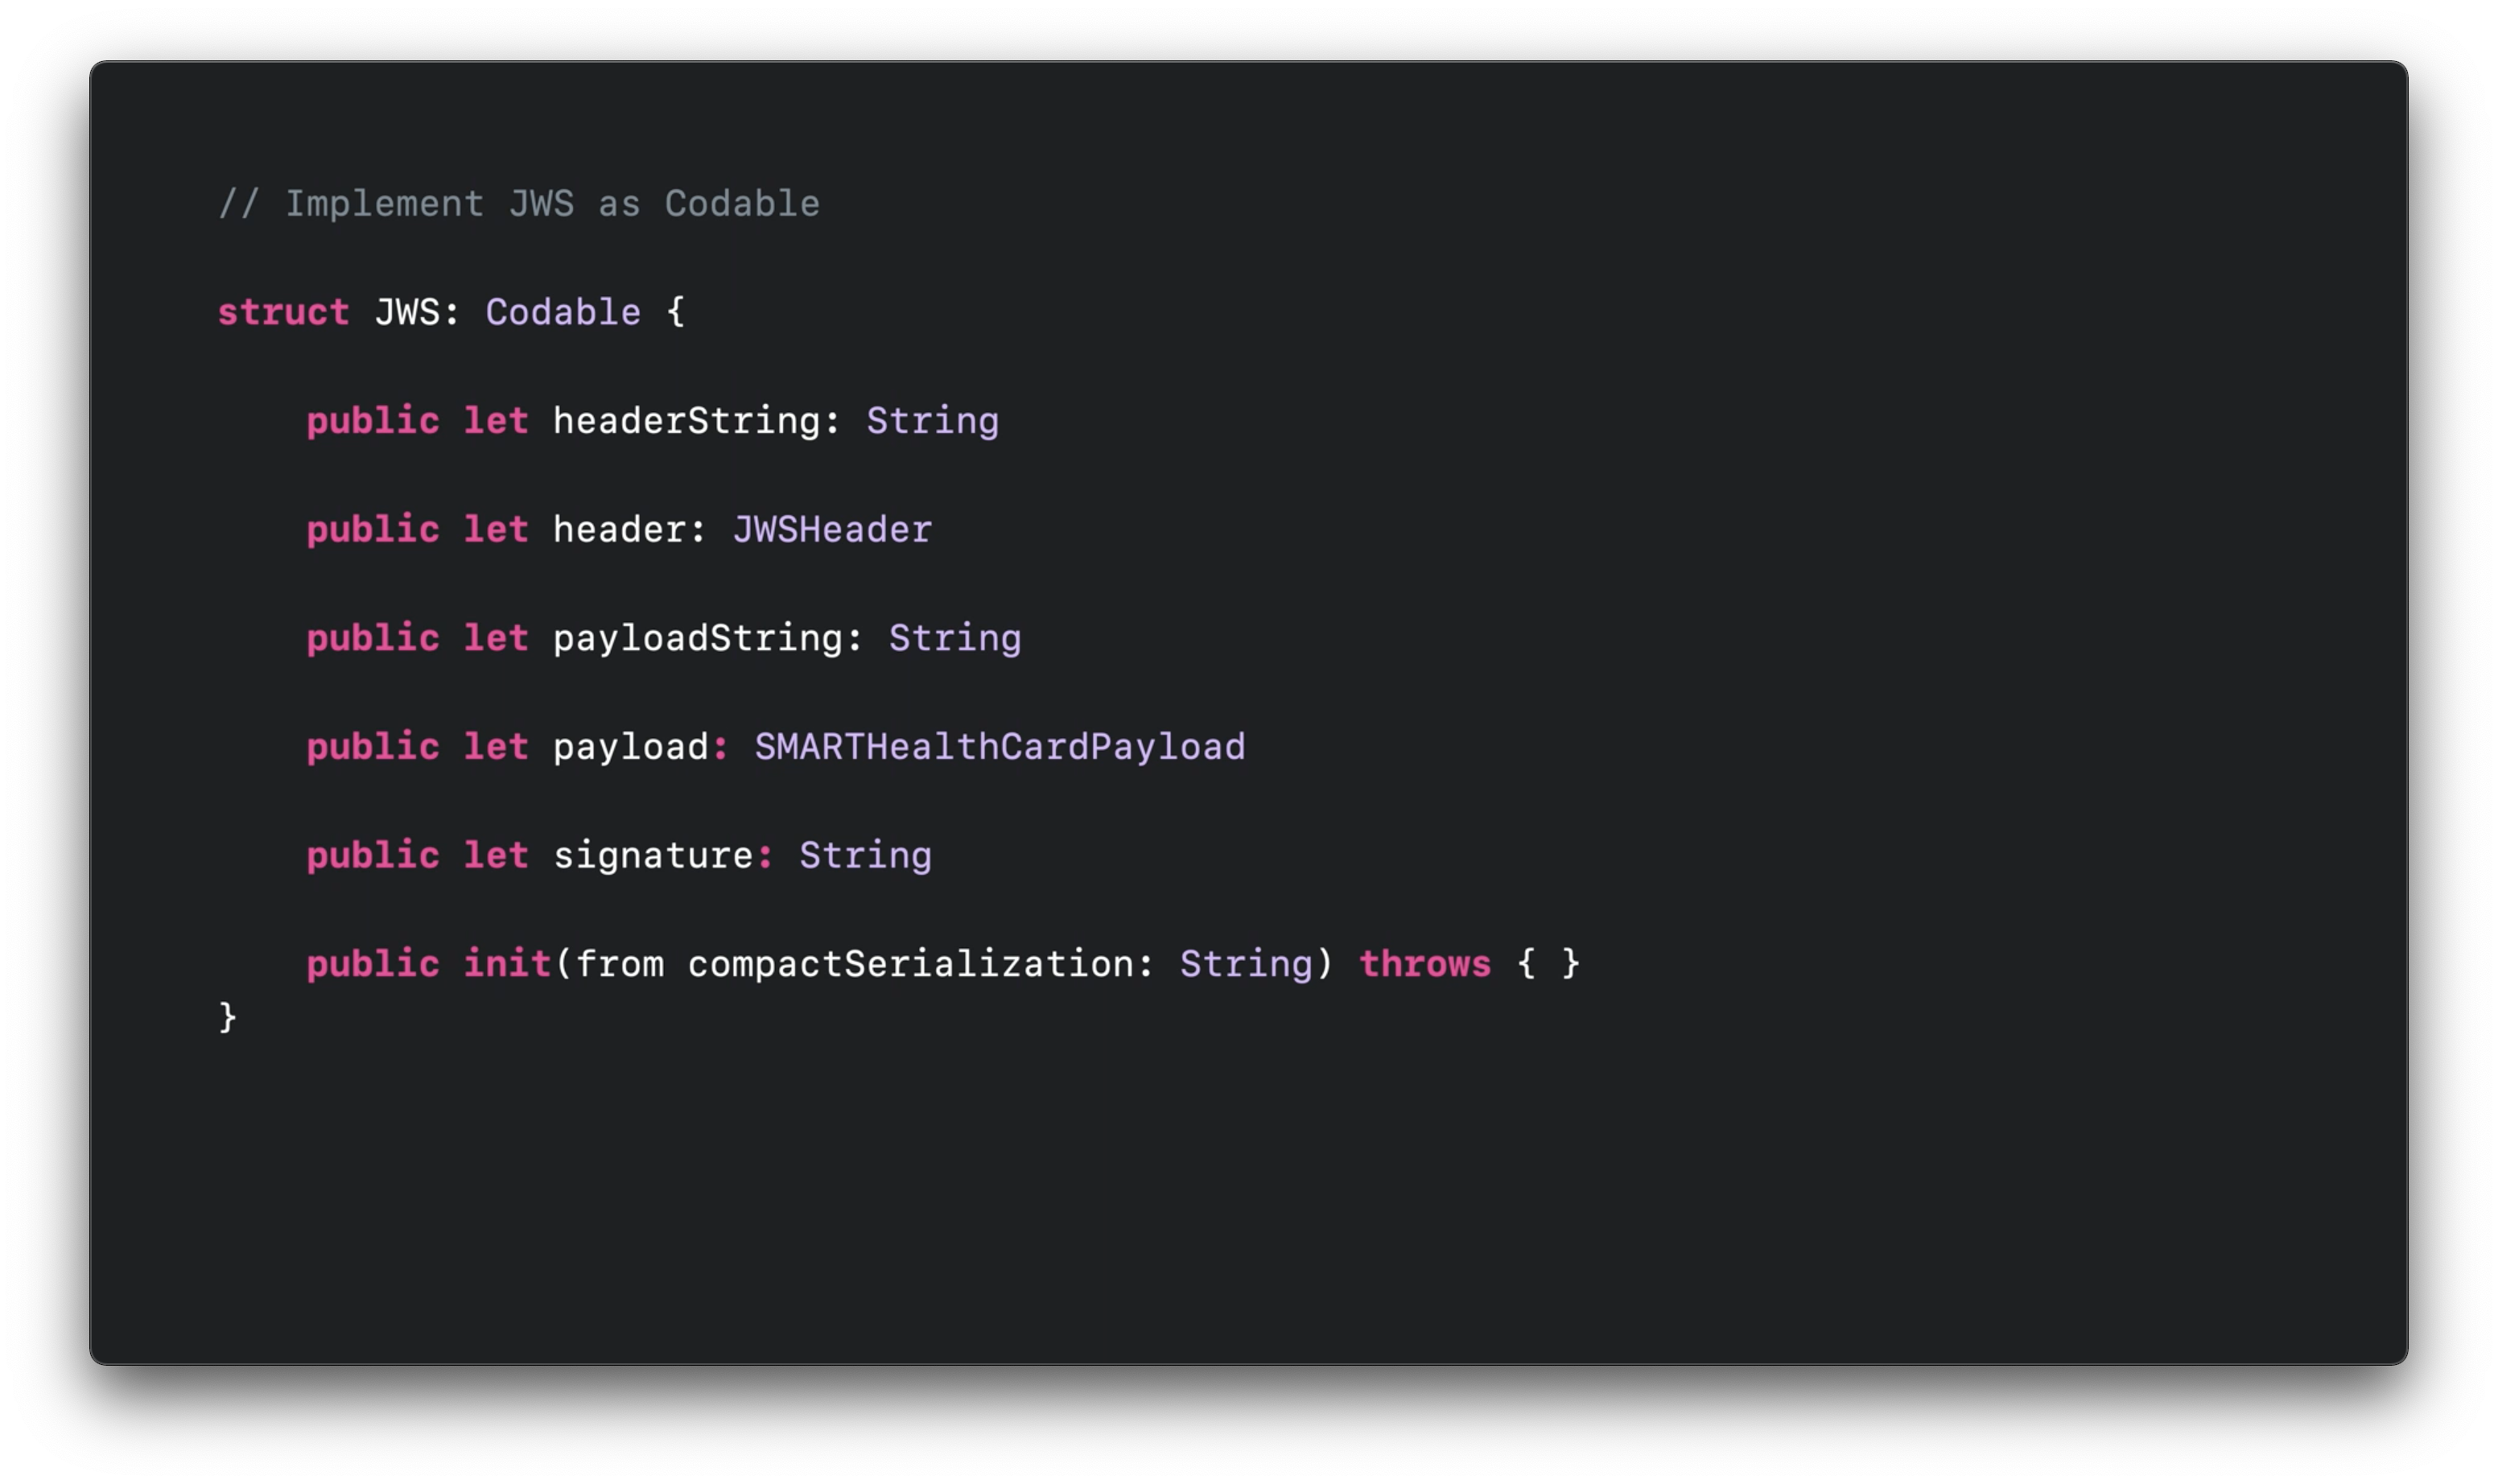 // Implement JWS as Codable
struct JWS: Codable {
public let headerString: String
public let header: JWSHeader
public let payloadString: String
public let payload: SMARTHealthCardPayload
public let signature: String
public init(from compactSerialization: String) throws { }
}